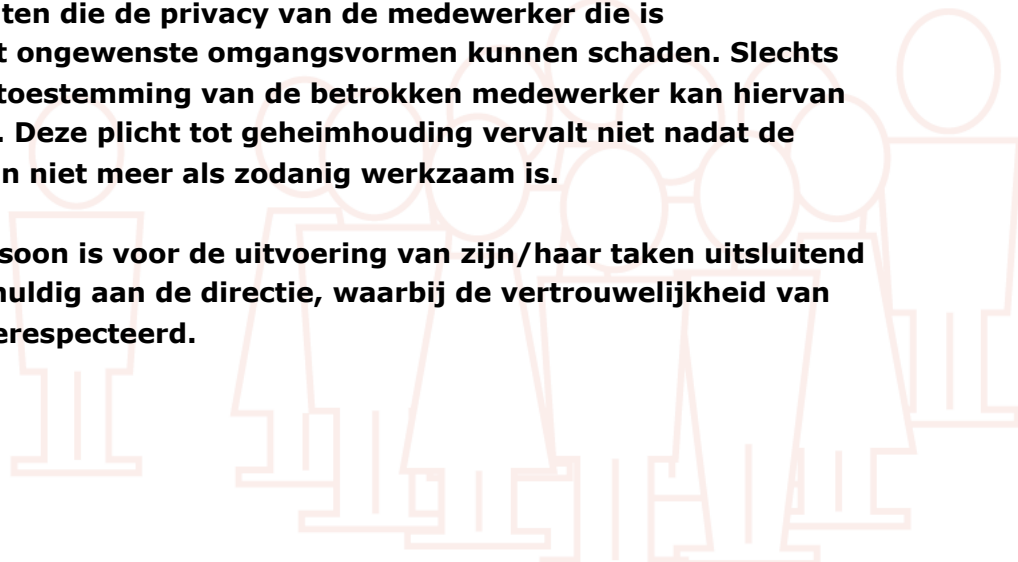 ten die de privacy van de medewerker die is
t ongewenste omgangsvormen kunnen schaden. Slechts
toestemming van de betrokken medewerker kan hiervan
. Deze plicht tot geheimhouding vervalt niet nadat de
n niet meer als zodanig werkzaam is.
soon is voor de uitvoering van zijn/haar taken uitsluitend
huldig aan de directie, waarbij de vertrouwelijkheid van
erespecteerd.